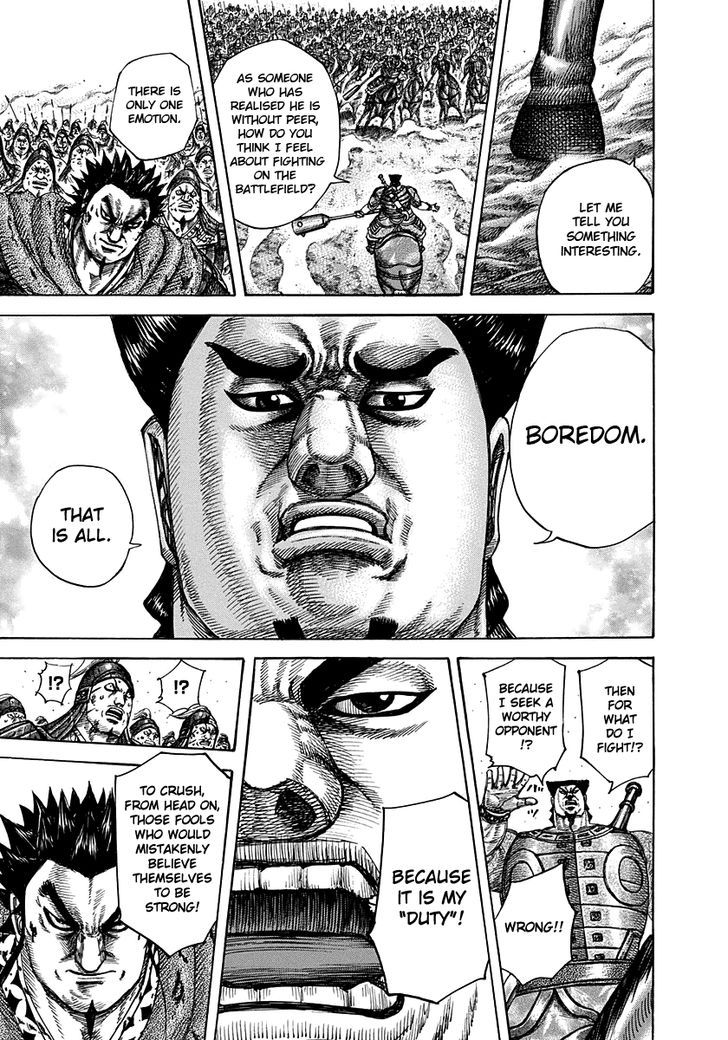 LET ME
TELL YOU
SOMETHING
INTERESTING.
AS SOMEONE
WHO HAS
REALISED HE IS
WITHOUT PEER,
HOW DO YOU
THINK I FEEL
ABOUT FIGHTING
ON THE
BATTLEFIELD?
THERE IS
ONLY ONE
EMOTION.
BOREDOM.
THAT
IS ALL.
THEN
FOR
WHAT
DO I
FIGHT!?
BECAUSE
I SEEK A
WORTHY
OPPONENT
!?
WRONG!!
BECAUSE
IT IS MY
"DUTY"!
!?
!?
TO CRUSH,
FROM HEAD ON,
THOSE FOOLS
WHO WOULD
MISTAKENLY
BELIEVE
THEMSELVES
TO BE
STRONG!